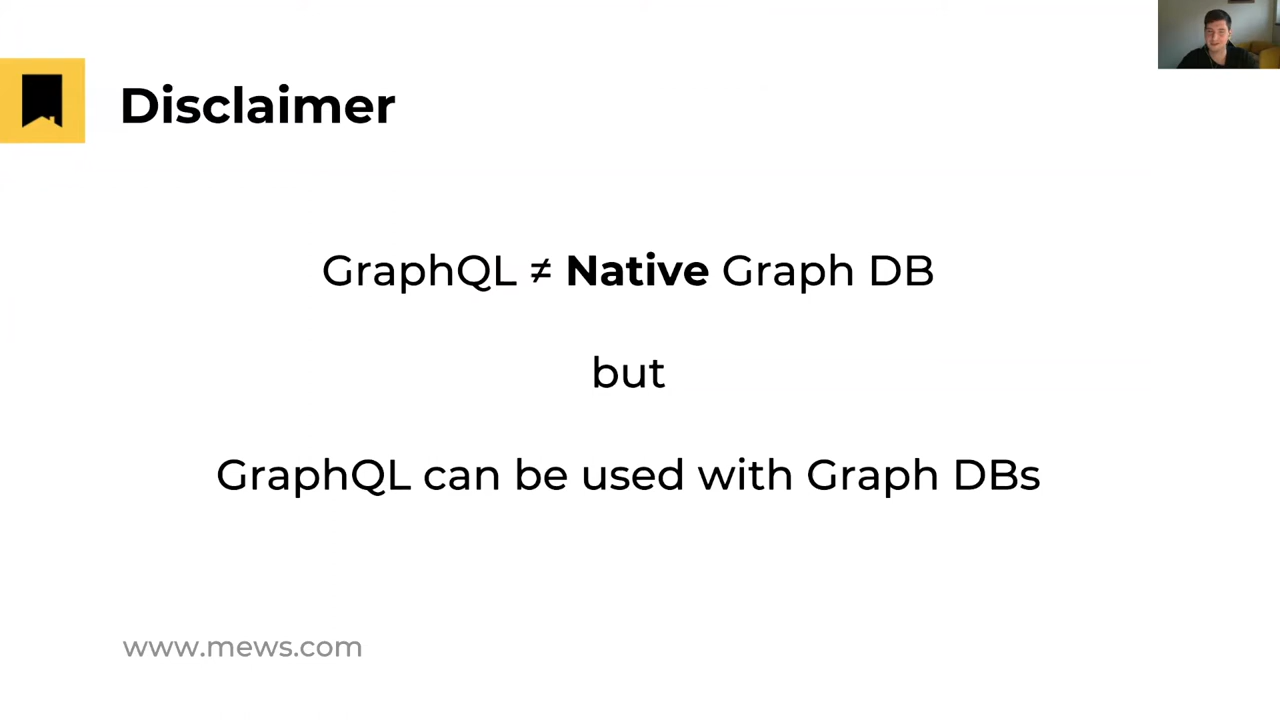 Disclaimer
GraphQL ≠ Native Graph DB
but
GraphQL can be used with Graph DBs
www.mews.com